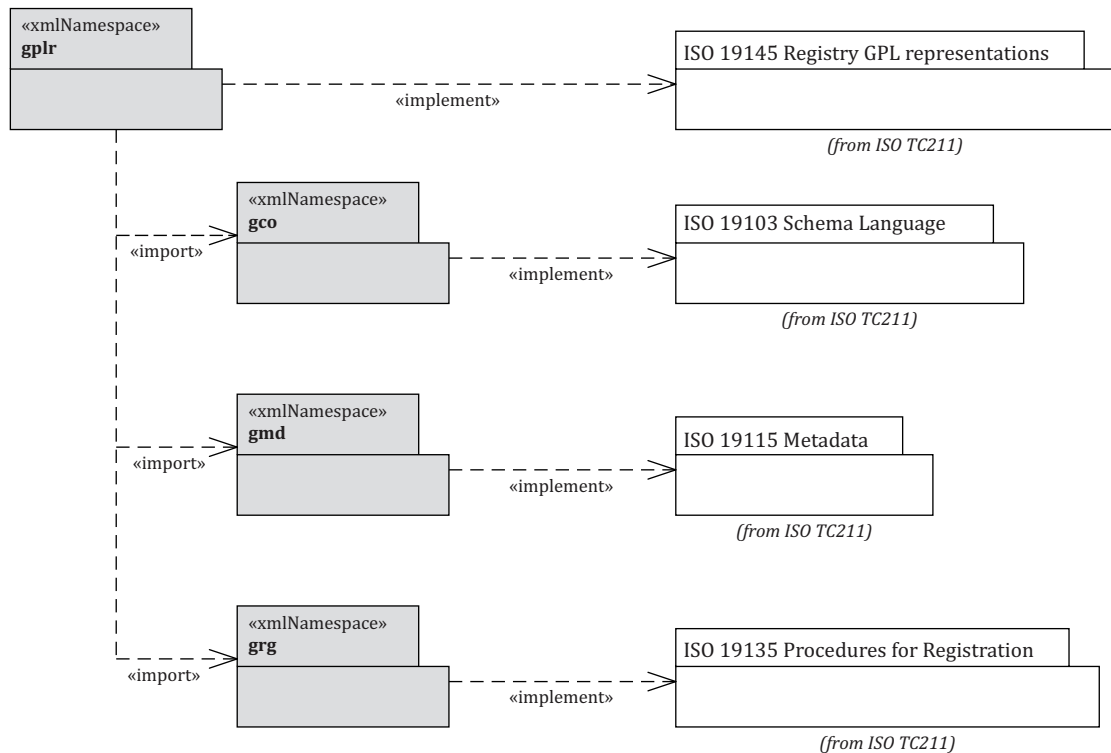 «xmlNamespace»
gplr
ISO 19145 Registry GPL representations
«implement»
(from ISO TC211)
«xmlNamespace»
gco
ISO 19103 Schema Language
«import»
«implement»
(from ISO TC211)
«xmlNamespace»
gmd
ISO 19115 Metadata
«import»
«implement»
(from ISO TC211)
«xmlNamespace»
grg
ISO 19135 Procedures for Registration
«import»
«implement»
(from ISO TC211)